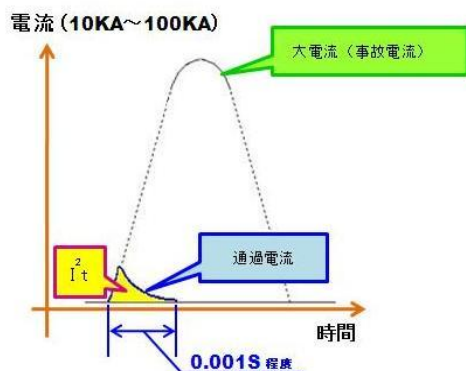 電流(10KA～100KA)
大電流（事故電流）
I²t
通過電流
時間
0.001S 程度